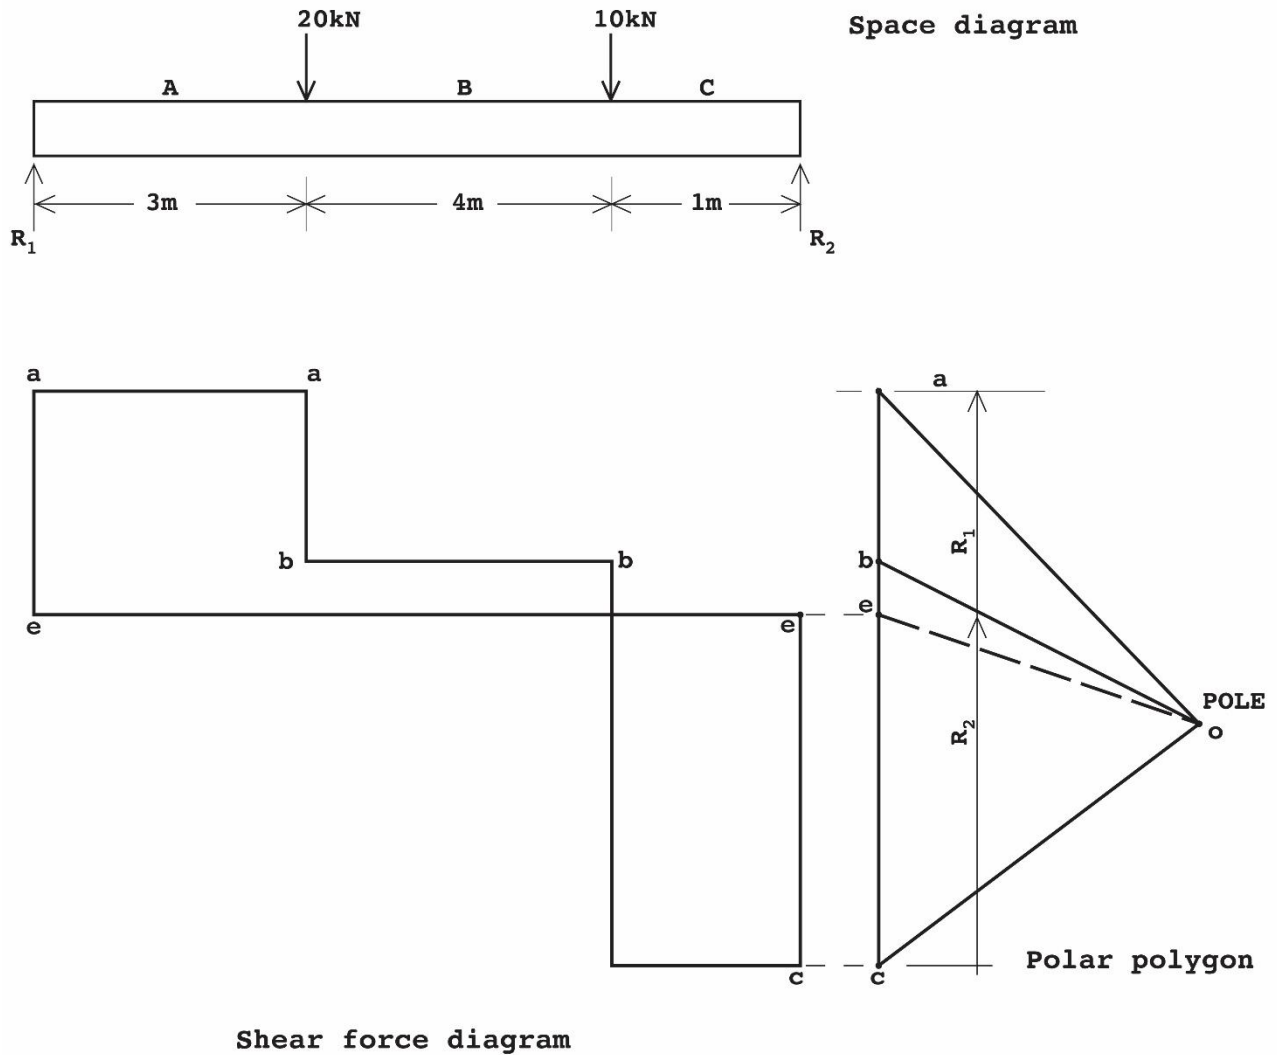 20kN
10kN
Space diagram
A
B
C
3m
4m
1m
R1
R2
a
a
a
b
b
b
e
e
e
R1
R2
POLE
o
c
c
Polar polygon
Shear force diagram